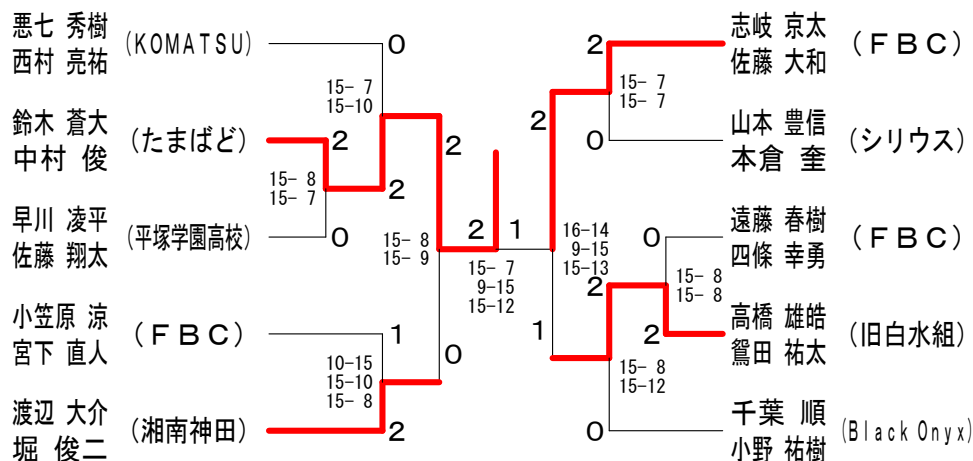 悪七 秀樹
西村 亮祐
(KOMATSU)
0
15- 7
15-10
鈴木 蒼大
中村 俊
(たまばど)
2
2
2
15- 8
15- 7
早川 凌平
佐藤 翔太
(平塚学園高校)
0
15- 8
15- 9
小笠原 涼
宮下 直人
(ＦＢＣ)
1
0
10-15
15-10
15- 8
渡辺 大介
堀 俊二
(湘南神田)
2
2
1
15- 7
9-15
15-12
志岐 京太
佐藤 大和
(ＦＢＣ)
2
15- 7
15- 7
2
山本 豊信
本倉 奎
(シリウス)
0
16-14
9-15
15-13
遠藤 春樹
四條 幸勇
(ＦＢＣ)
0
15- 8
15- 8
2
高橋 雄皓
鴛田 祐太
(旧白水組)
2
1
15- 8
15-12
千葉 順
小野 祐樹
(Black Onyx)
0